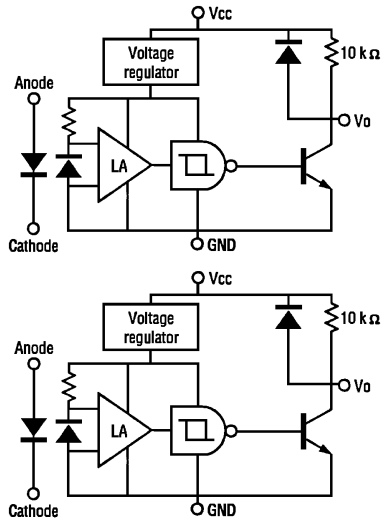 Vcc
Voltage
regulator
10 kΩ
Anode
Vo
LA
Cathode
GND
Vcc
Voltage
regulator
10 kΩ
Anode
Vo
LA
Cathode
GND